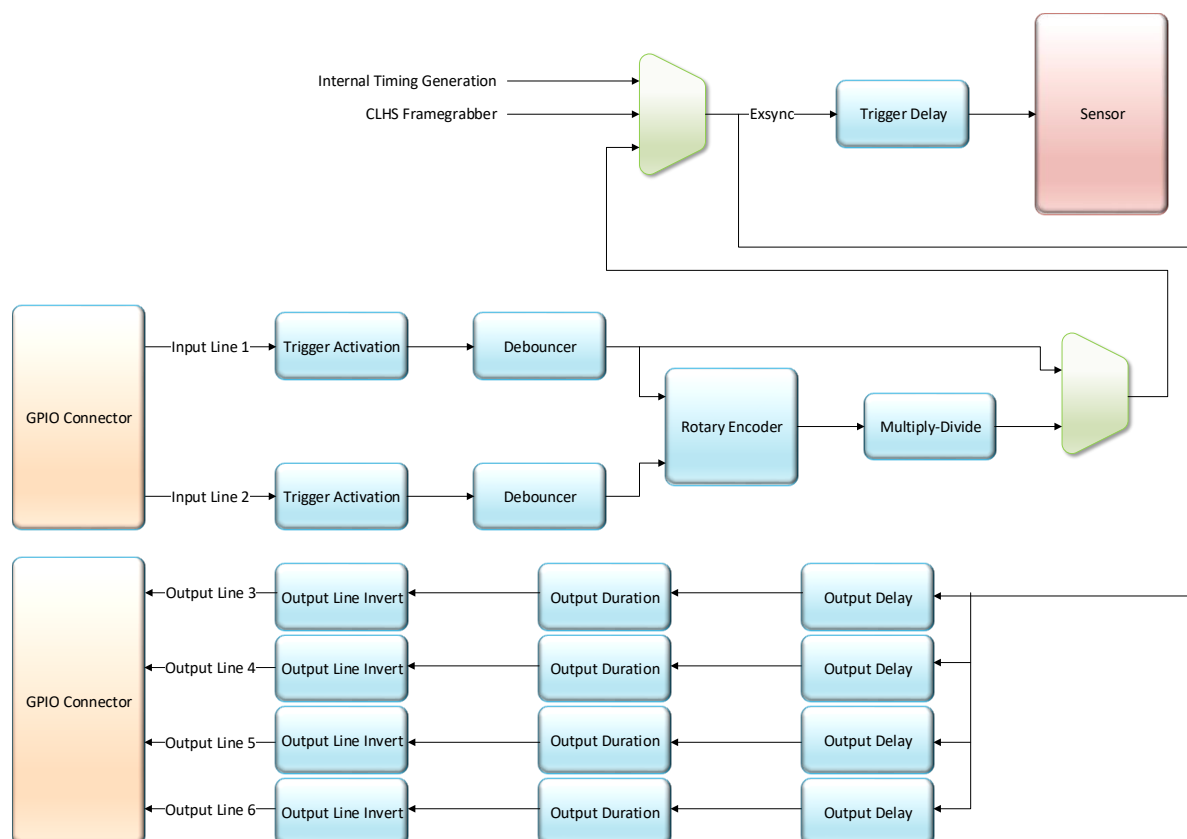 Internal Timing Generation
CLHS Framegrabber
Exsync
Trigger Delay
Sensor
GPIO Connector
Input Line 1
Trigger Activation
Debouncer
Rotary Encoder
Multiply-Divide
Input Line 2
Trigger Activation
Debouncer
GPIO Connector
Output Line 3
Output Line Invert
Output Duration
Output Delay
Output Line 4
Output Line Invert
Output Duration
Output Delay
Output Line 5
Output Line Invert
Output Duration
Output Delay
Output Line 6
Output Line Invert
Output Duration
Output Delay